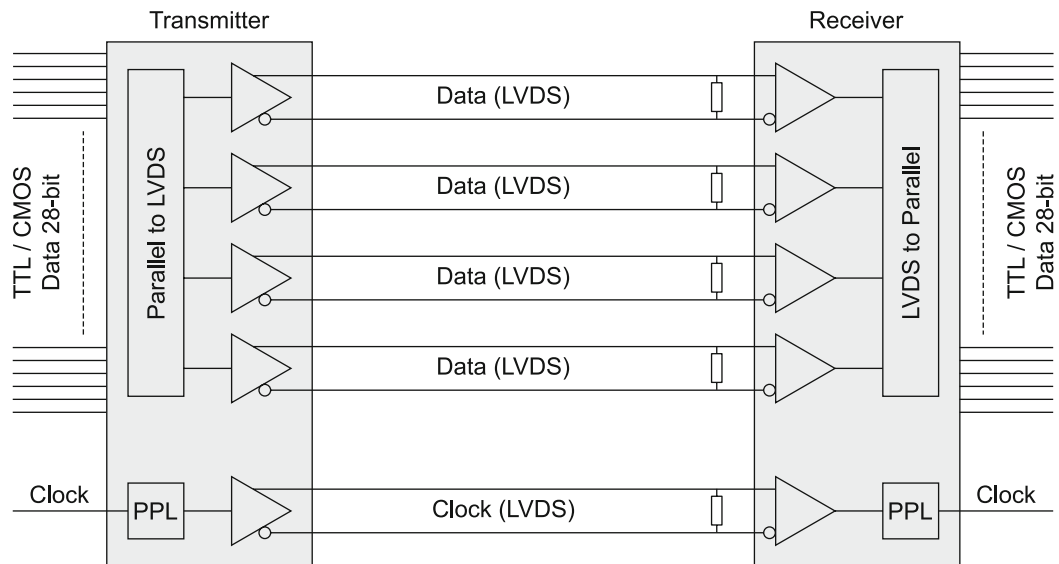 Transmitter
Receiver
TTL / CMOS
Data 28-bit
Parallel to LVDS
Data (LVDS)
Data (LVDS)
Data (LVDS)
Data (LVDS)
LVDS to Parallel
TTL / CMOS
Data 28-bit
Clock
PPL
Clock (LVDS)
PPL
Clock